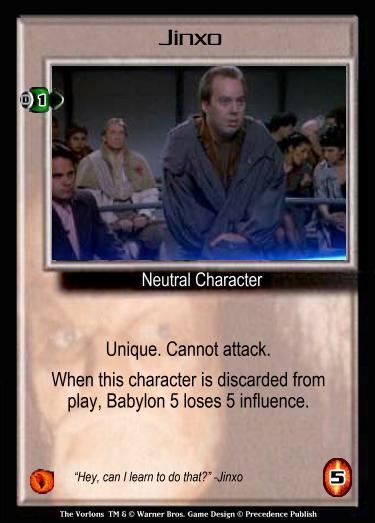 Jinxo
D 1
Neutral Character
Unique. Cannot attack.
When this character is discarded from
play, Babylon 5 loses 5 influence.
“Hey, can I learn to do that?” -Jinxo
5
The Vorlons TM & © Warner Bros. Game Design © Precedence Publish